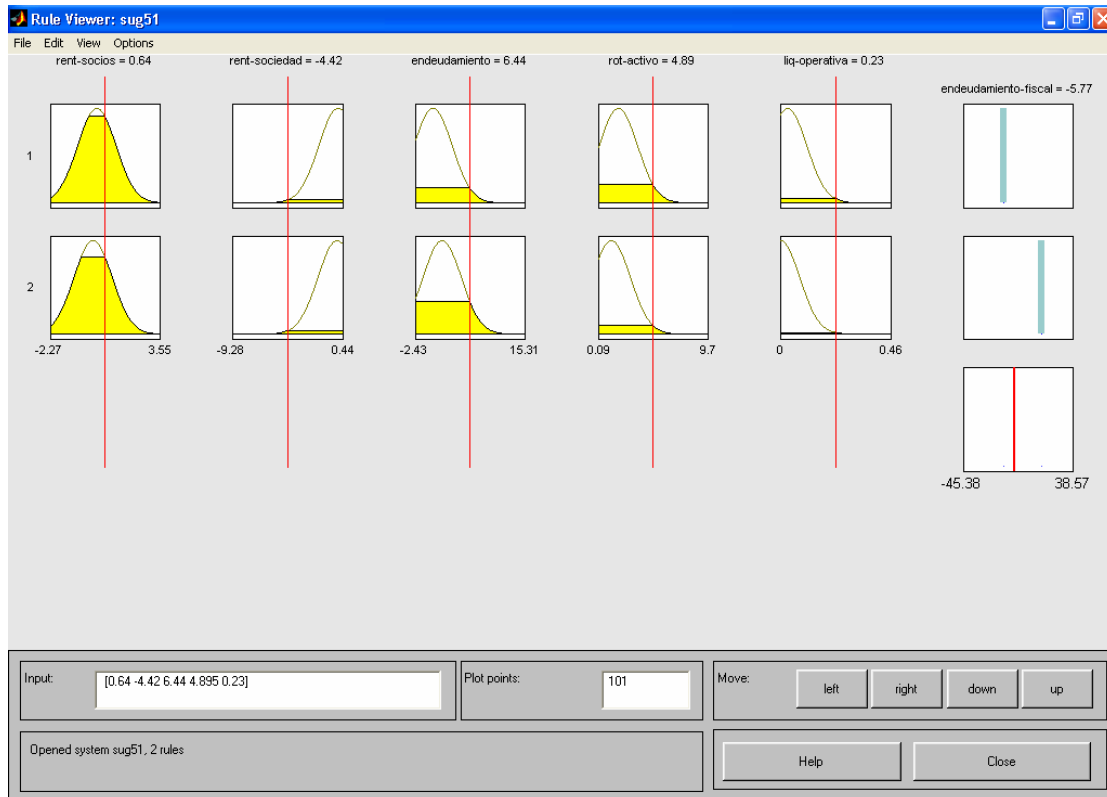 Rule Viewer: sug51
File Edit View Options
rent-socios = 0.64 rent-sociedad = -4.42 endeudamiento = 6.44 rot-activo = 4.89 liq-operativa = 0.23
endeudamiento-fiscal = -5.77
1
2
-2.27 3.55 -9.28 0.44 -2.43 15.31 0.09 9.7 0 0.46
-45.38 38.57
Input: [0.64 -4.42 6.44 4.895 0.23] Plot points: 101 Move: left right down up
Opened system sug51, 2 rules
Help Close